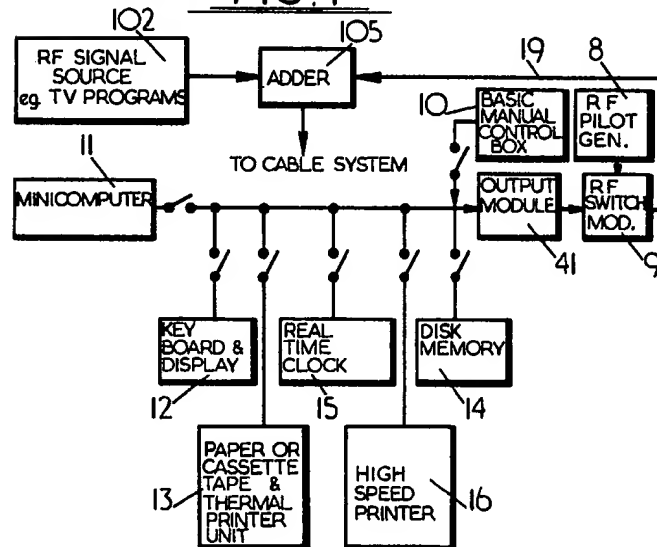 102
RF SIGNAL
SOURCE
eg. TV PROGRAMS
105
ADDER
19
8
10
BASIC
MANUAL
CONTROL
BOX
RF
PILOT
GEN.
TO CABLE SYSTEM
11
MINICOMPUTER
OUTPUT
MODULE
41
RF
SWITCH
MOD.
9
KEY
BOARD &
DISPLAY
12
REAL
TIME
CLOCK
15
DISK
MEMORY
14
PAPER OR
CASSETTE
TAPE &
THERMAL
PRINTER
UNIT
13
HIGH
SPEED
PRINTER
16